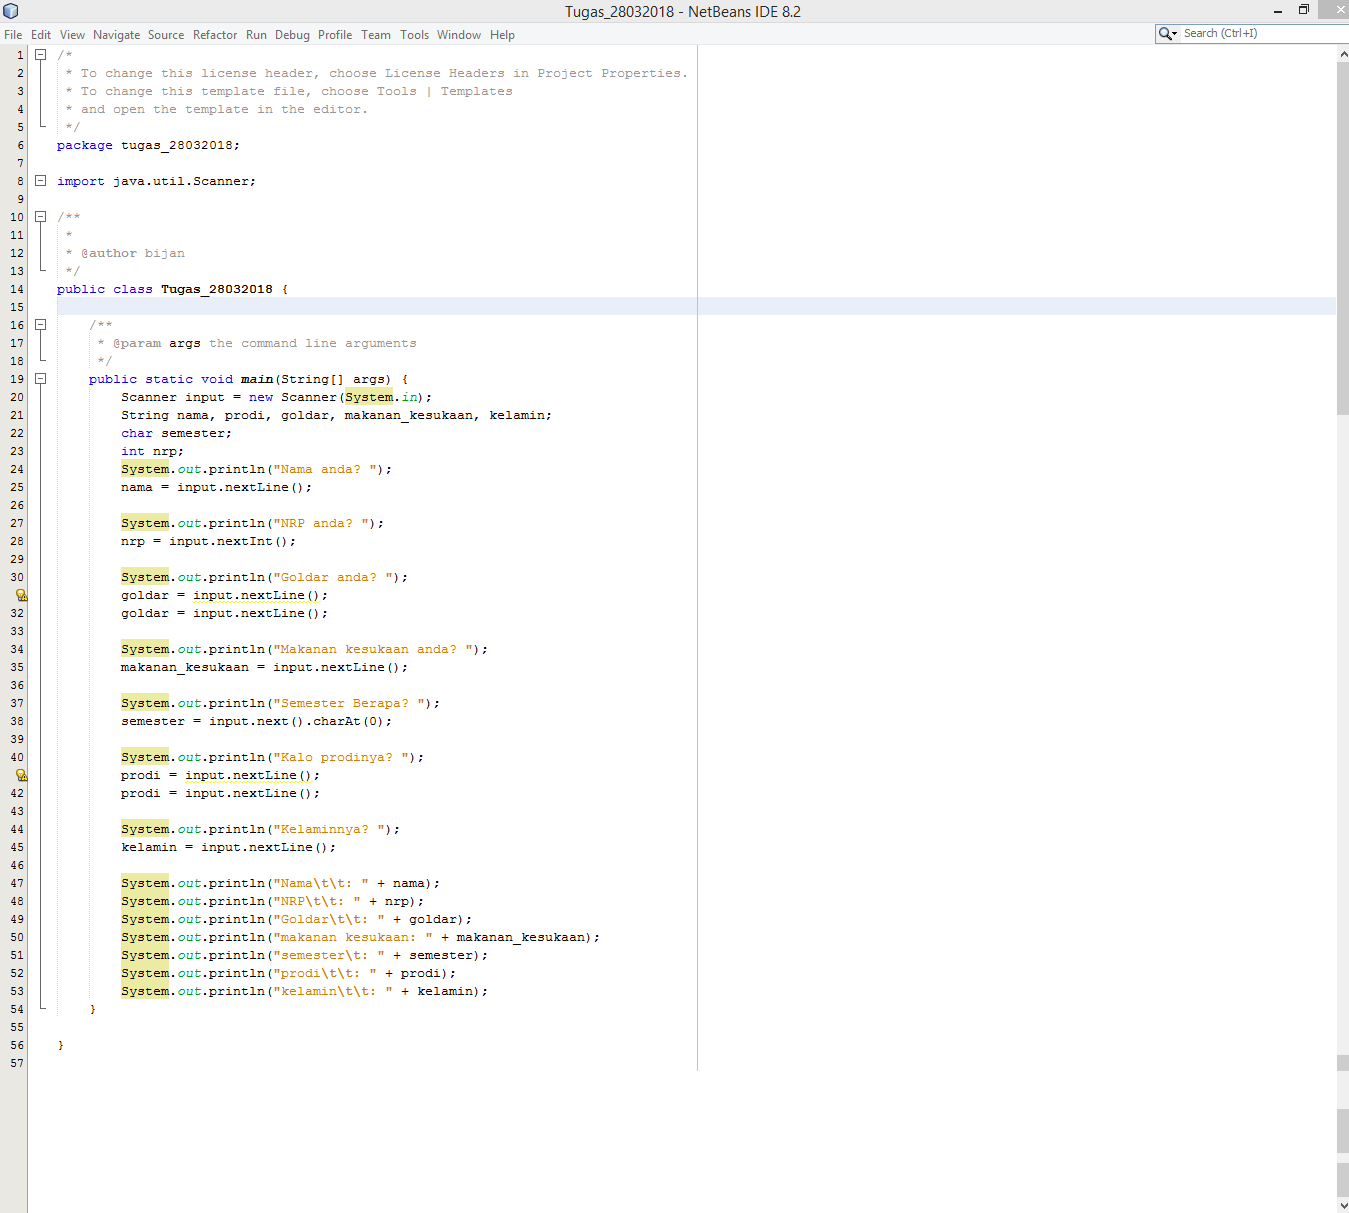 Tugas_28032018 - NetBeans IDE 8.2
File Edit View Navigate Source Refactor Run Debug Profile Team Tools Window Help
Search (Ctrl+I)
1 /*
2 * To change this license header, choose License Headers in Project Properties.
3 * To change this template file, choose Tools | Templates
4 * and open the template in the editor.
5 */
6 package tugas_28032018;
7
8 import java.util.Scanner;
9
10 /**
11 *
12 * @author bijan
13 */
14 public class Tugas_28032018 {
15
16 /**
17 * @param args the command line arguments
18 */
19 public static void main(String[] args) {
20 Scanner input = new Scanner(System.in);
21 String nama, prodi, goldar, makanan_kesukaan, kelamin;
22 char semester;
23 int nrp;
24 System.out.println("Nama anda? ");
25 nama = input.nextLine();
26
27 System.out.println("NRP anda? ");
28 nrp = input.nextInt();
29
30 System.out.println("Goldar anda? ");
goldar = input.nextLine();
32 goldar = input.nextLine();
33
34 System.out.println("Makanan kesukaan anda? ");
35 makanan_kesukaan = input.nextLine();
36
37 System.out.println("Semester Berapa? ");
38 semester = input.next().charAt(0);
39
40 System.out.println("Kalo prodinya? ");
prodi = input.nextLine();
42 prodi = input.nextLine();
43
44 System.out.println("Kelaminnya? ");
45 kelamin = input.nextLine();
46
47 System.out.println("Nama\t\t: " + nama);
48 System.out.println("NRP\t\t: " + nrp);
49 System.out.println("Goldar\t\t: " + goldar);
50 System.out.println("makanan kesukaan: " + makanan_kesukaan);
51 System.out.println("semester\t: " + semester);
52 System.out.println("prodi\t\t: " + prodi);
53 System.out.println("kelamin\t\t: " + kelamin);
54 }
55
56 }
57